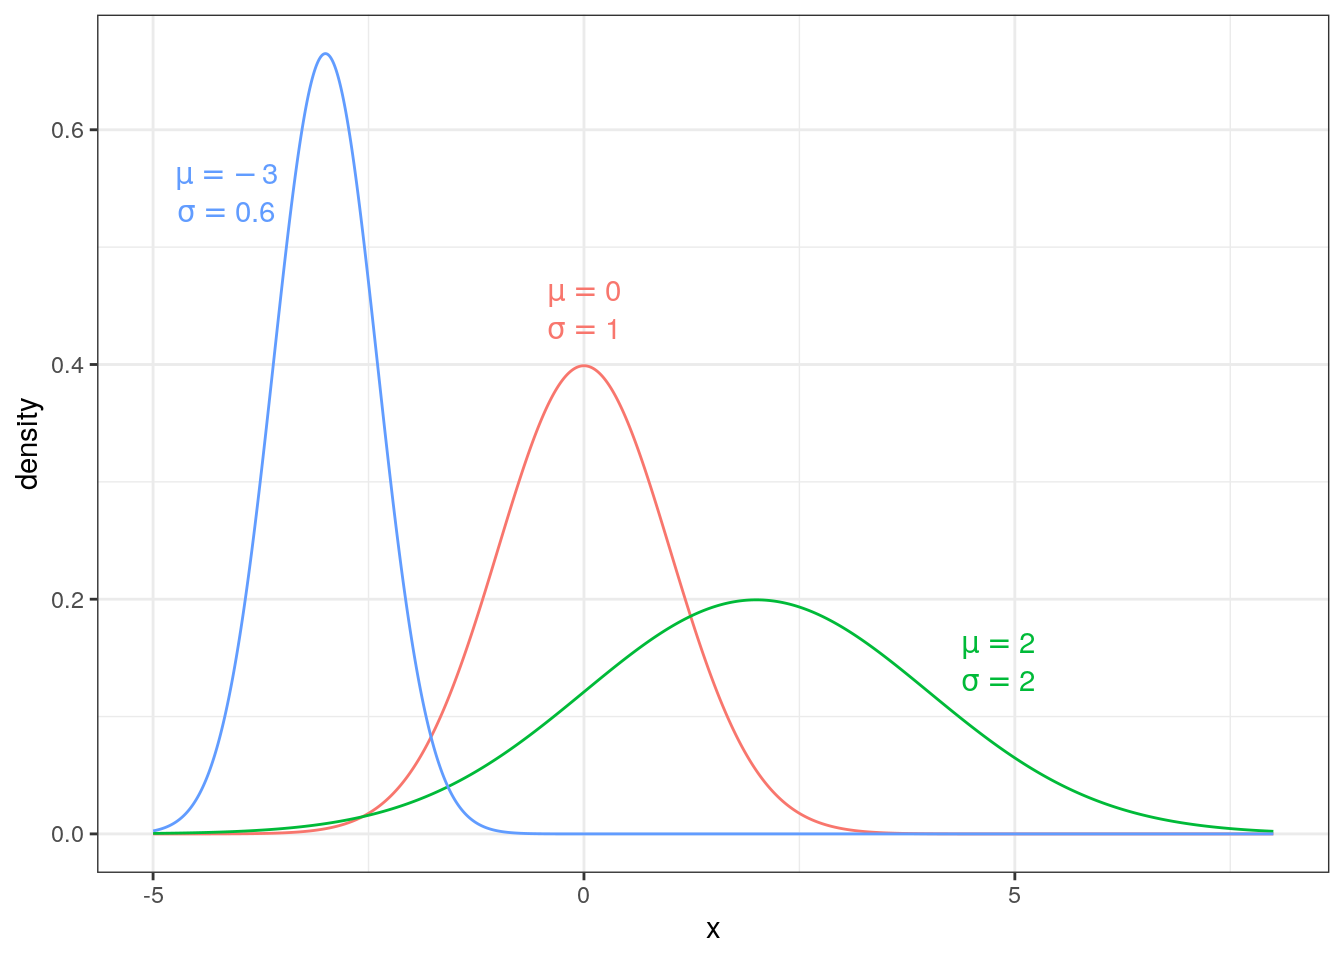 μ = −3
σ = 0.6
μ = 0
σ = 1
μ = 2
σ = 2
0.6
0.4
0.2
0.0
-5
0
5
x
density